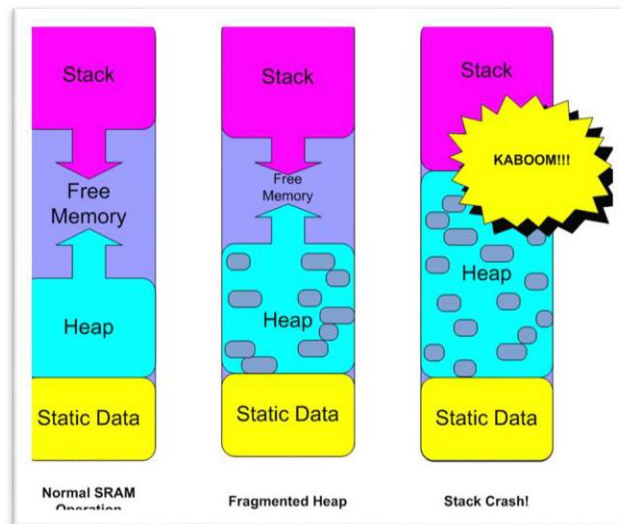 Stack
Free
Memory
Heap
Static Data
Normal SRAM
Operation
Stack
Free
Memory
Heap
Static Data
Fragmented Heap
Stack
KABOOM!!!
Heap
Static Data
Stack Crash!